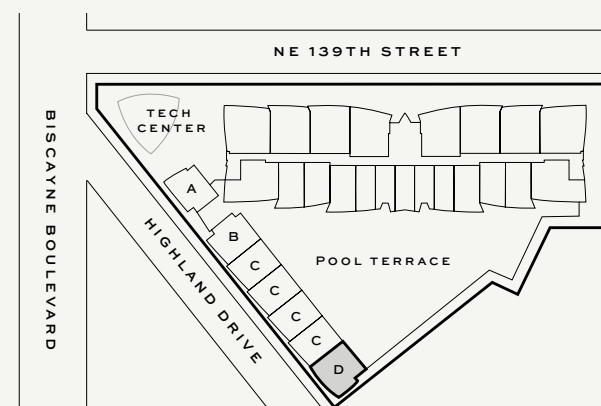 NE 139TH STREET
BISCAYNE BOULEVARD
TECH
CENTER
A
B
HIGHLAND DRIVE
C
POOL TERRACE
C
C
C
D